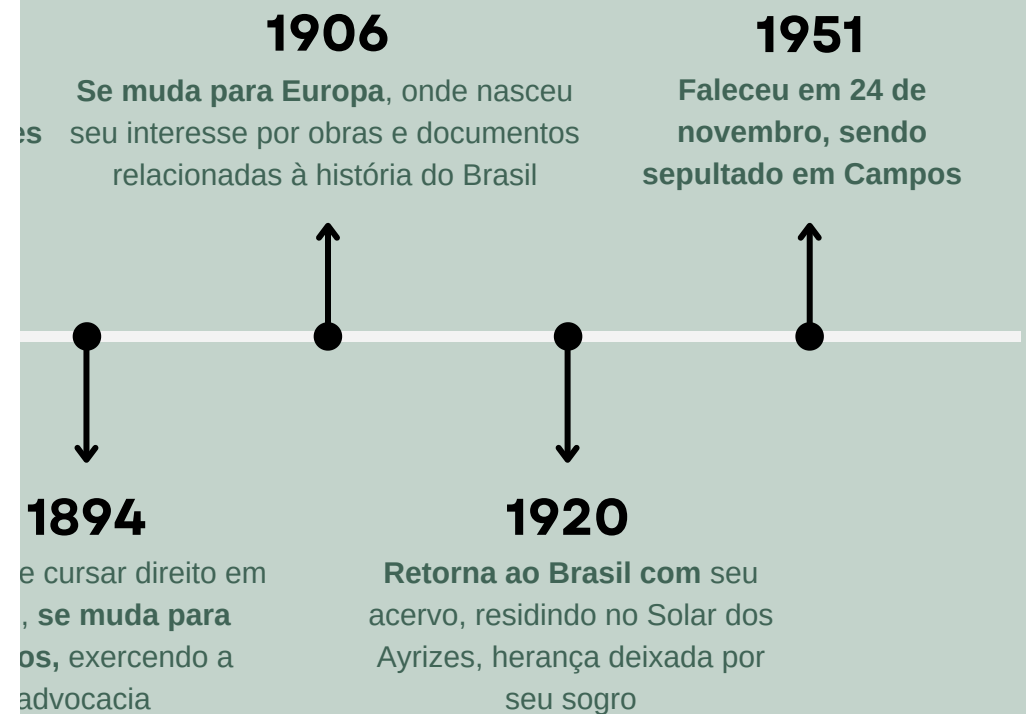 1906
Se muda para Europa, onde nasceu
seu interesse por obras e documentos
relacionadas à história do Brasil
1951
Faleceu em 24 de
novembro, sendo
sepultado em Campos
es
1894
e cursar direito em
, se muda para
os, exercendo a
advocacia
1920
Retorna ao Brasil com seu
acervo, residindo no Solar dos
Ayrizes, herança deixada por
seu sogro